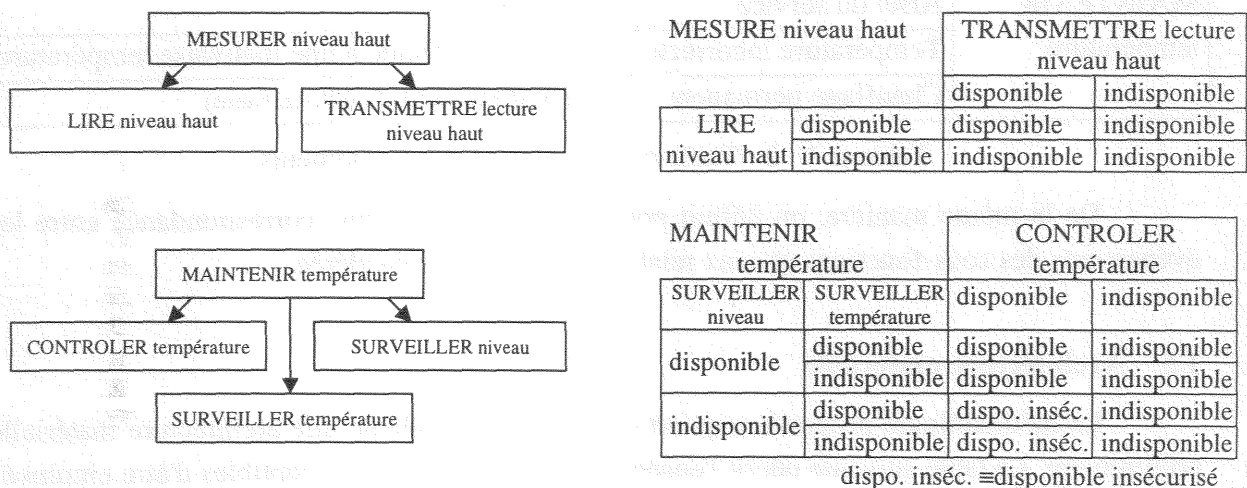 MESURER niveau haut
LIRE niveau haut
TRANSMETTRE lecture
niveau haut
MESURE niveau haut
TRANSMETTRE lecture
niveau haut
disponible indisponible
LIRE disponible disponible indisponible
niveau haut indisponible indisponible indisponible
MAINTENIR température
CONTROLER température
SURVEILLER niveau
SURVEILLER température
MAINTENIR CONTROLER
température température
SURVEILLER SURVEILLER disponible indisponible
niveau température
disponible disponible disponible indisponible
indisponible disponible indisponible
indisponible disponible dispo. inséc. indisponible
indisponible dispo. inséc. indisponible
dispo. inséc. ≡disponible insécurisé